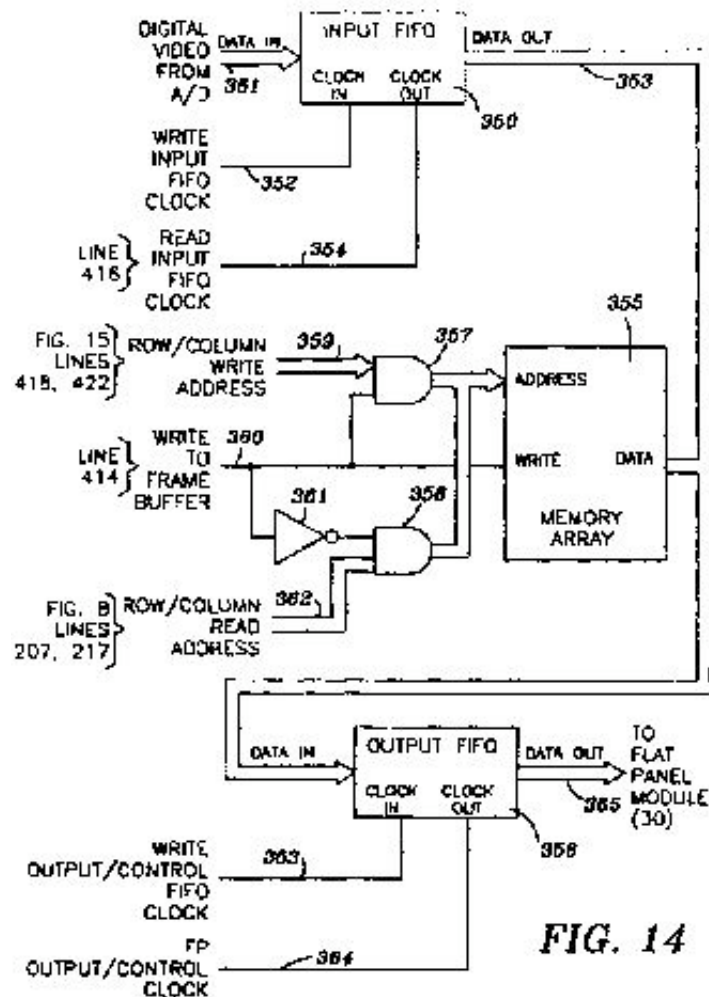 DIGITAL
VIDEO
FROM
A/D
DATA IN
361
INPUT FIFO
CLOCK
IN
CLOCK
OUT
350
DATA OUT
353
WRITE
INPUT
FIFO
CLOCK
352
LINE
416
READ
INPUT
FIFO
CLOCK
354
FIG. 15
LINES
418, 422
ROW/COLUMN
WRITE
ADDRESS
359
357
355
ADDRESS
WRITE
DATA
MEMORY
ARRAY
LINE
414
WRITE
TO
FRAME
BUFFER
360
361
356
FIG. 8
LINES
207, 217
ROW/COLUMN
READ
ADDRESS
362
DATA IN
OUTPUT FIFO
CLOCK
IN
CLOCK
OUT
358
DATA OUT
365
TO
FLAT
PANEL
MODULE
(30)
WRITE
OUTPUT/CONTROL
FIFO
CLOCK
363
FP
OUTPUT/CONTROL
CLOCK
364
FIG. 14